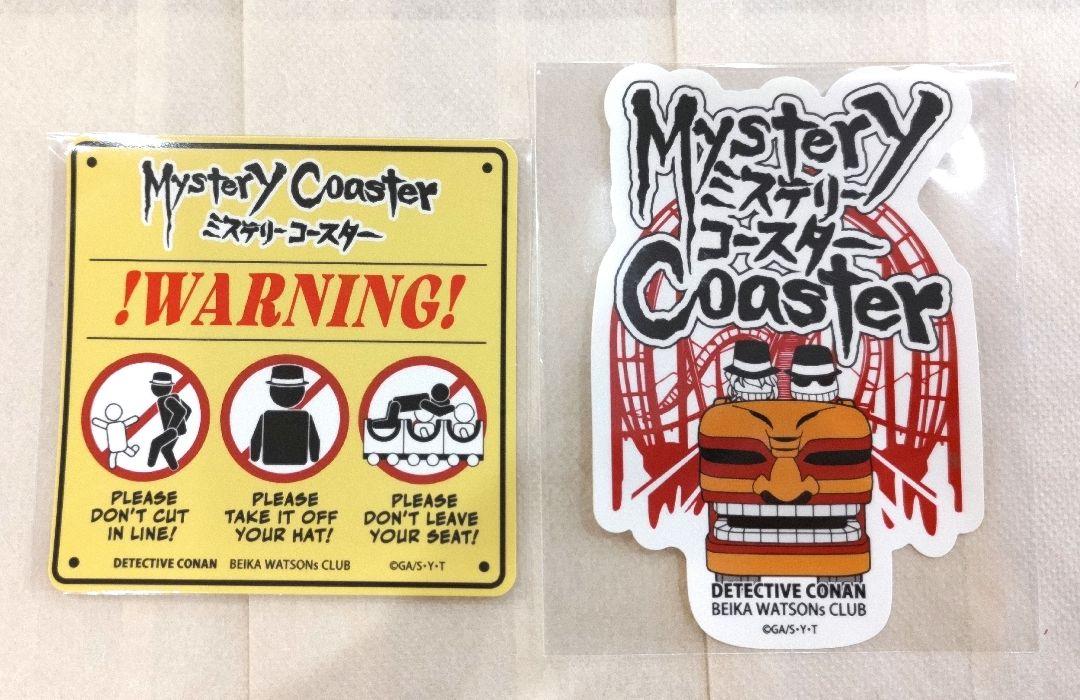 Mystery Coaster
ミステリーコースター
!WARNING!
PLEASE
DON'T CUT
IN LINE!
PLEASE
TAKE IT OFF
YOUR HAT!
PLEASE
DON'T LEAVE
YOUR SEAT!
DETECTIVE CONAN BEIKA WATSONs CLUB ©GA/S・Y・T
Mystery
ミステリー
コースター
Coaster
DETECTIVE CONAN
BEIKA WATSONs CLUB
©GA/S・Y・T